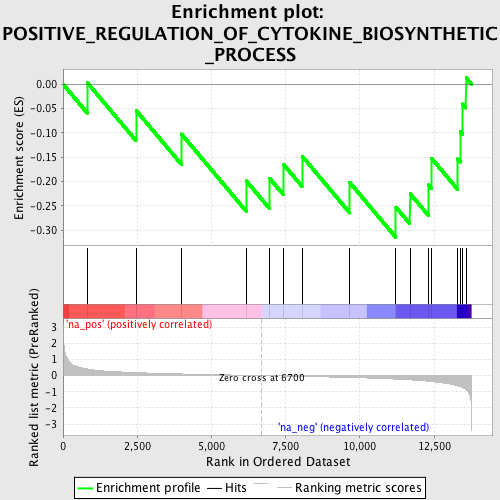 Enrichment plot:
POSITIVE_REGULATION_OF_CYTOKINE_BIOSYNTHETIC
_PROCESS
Enrichment score (ES)
0.00
-0.05
-0.10
-0.15
-0.20
-0.25
-0.30
Ranked list metric (PreRanked)
3
2
1
0
-1
-2
-3
'na_pos' (positively correlated)
Zero cross at 6700
'na_neg' (negatively correlated)
0
2,500
5,000
7,500
10,000
12,500
Rank in Ordered Dataset
Enrichment profile
Hits
Ranking metric scores